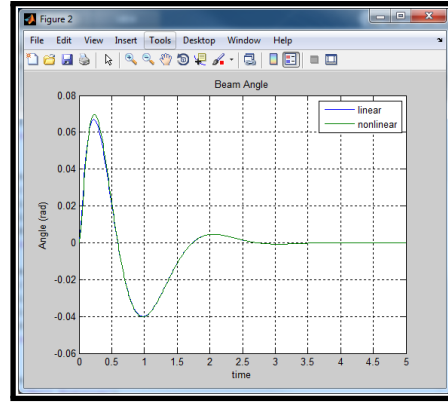 Figure 2
File Edit View Insert Tools Desktop Window Help
Beam Angle
linear
nonlinear
0.08
0.06
0.04
0.02
0
-0.02
-0.04
-0.06
Angle (rad)
0 0.5 1 1.5 2 2.5 3 3.5 4 4.5 5
time